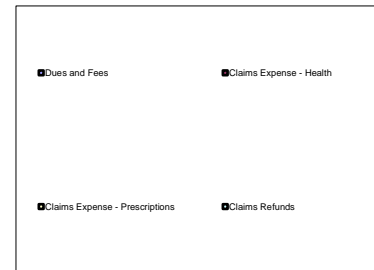 Dues and Fees
Claims Expense - Health
Claims Expense - Prescriptions
Claims Refunds